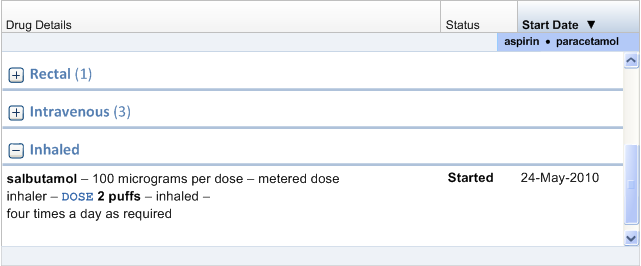 Drug Details Status Start Date ▼
aspirin • paracetamol
Rectal (1)
Intravenous (3)
Inhaled
salbutamol – 100 micrograms per dose – metered dose Started 24-May-2010
inhaler – DOSE 2 puffs – inhaled –
four times a day as required